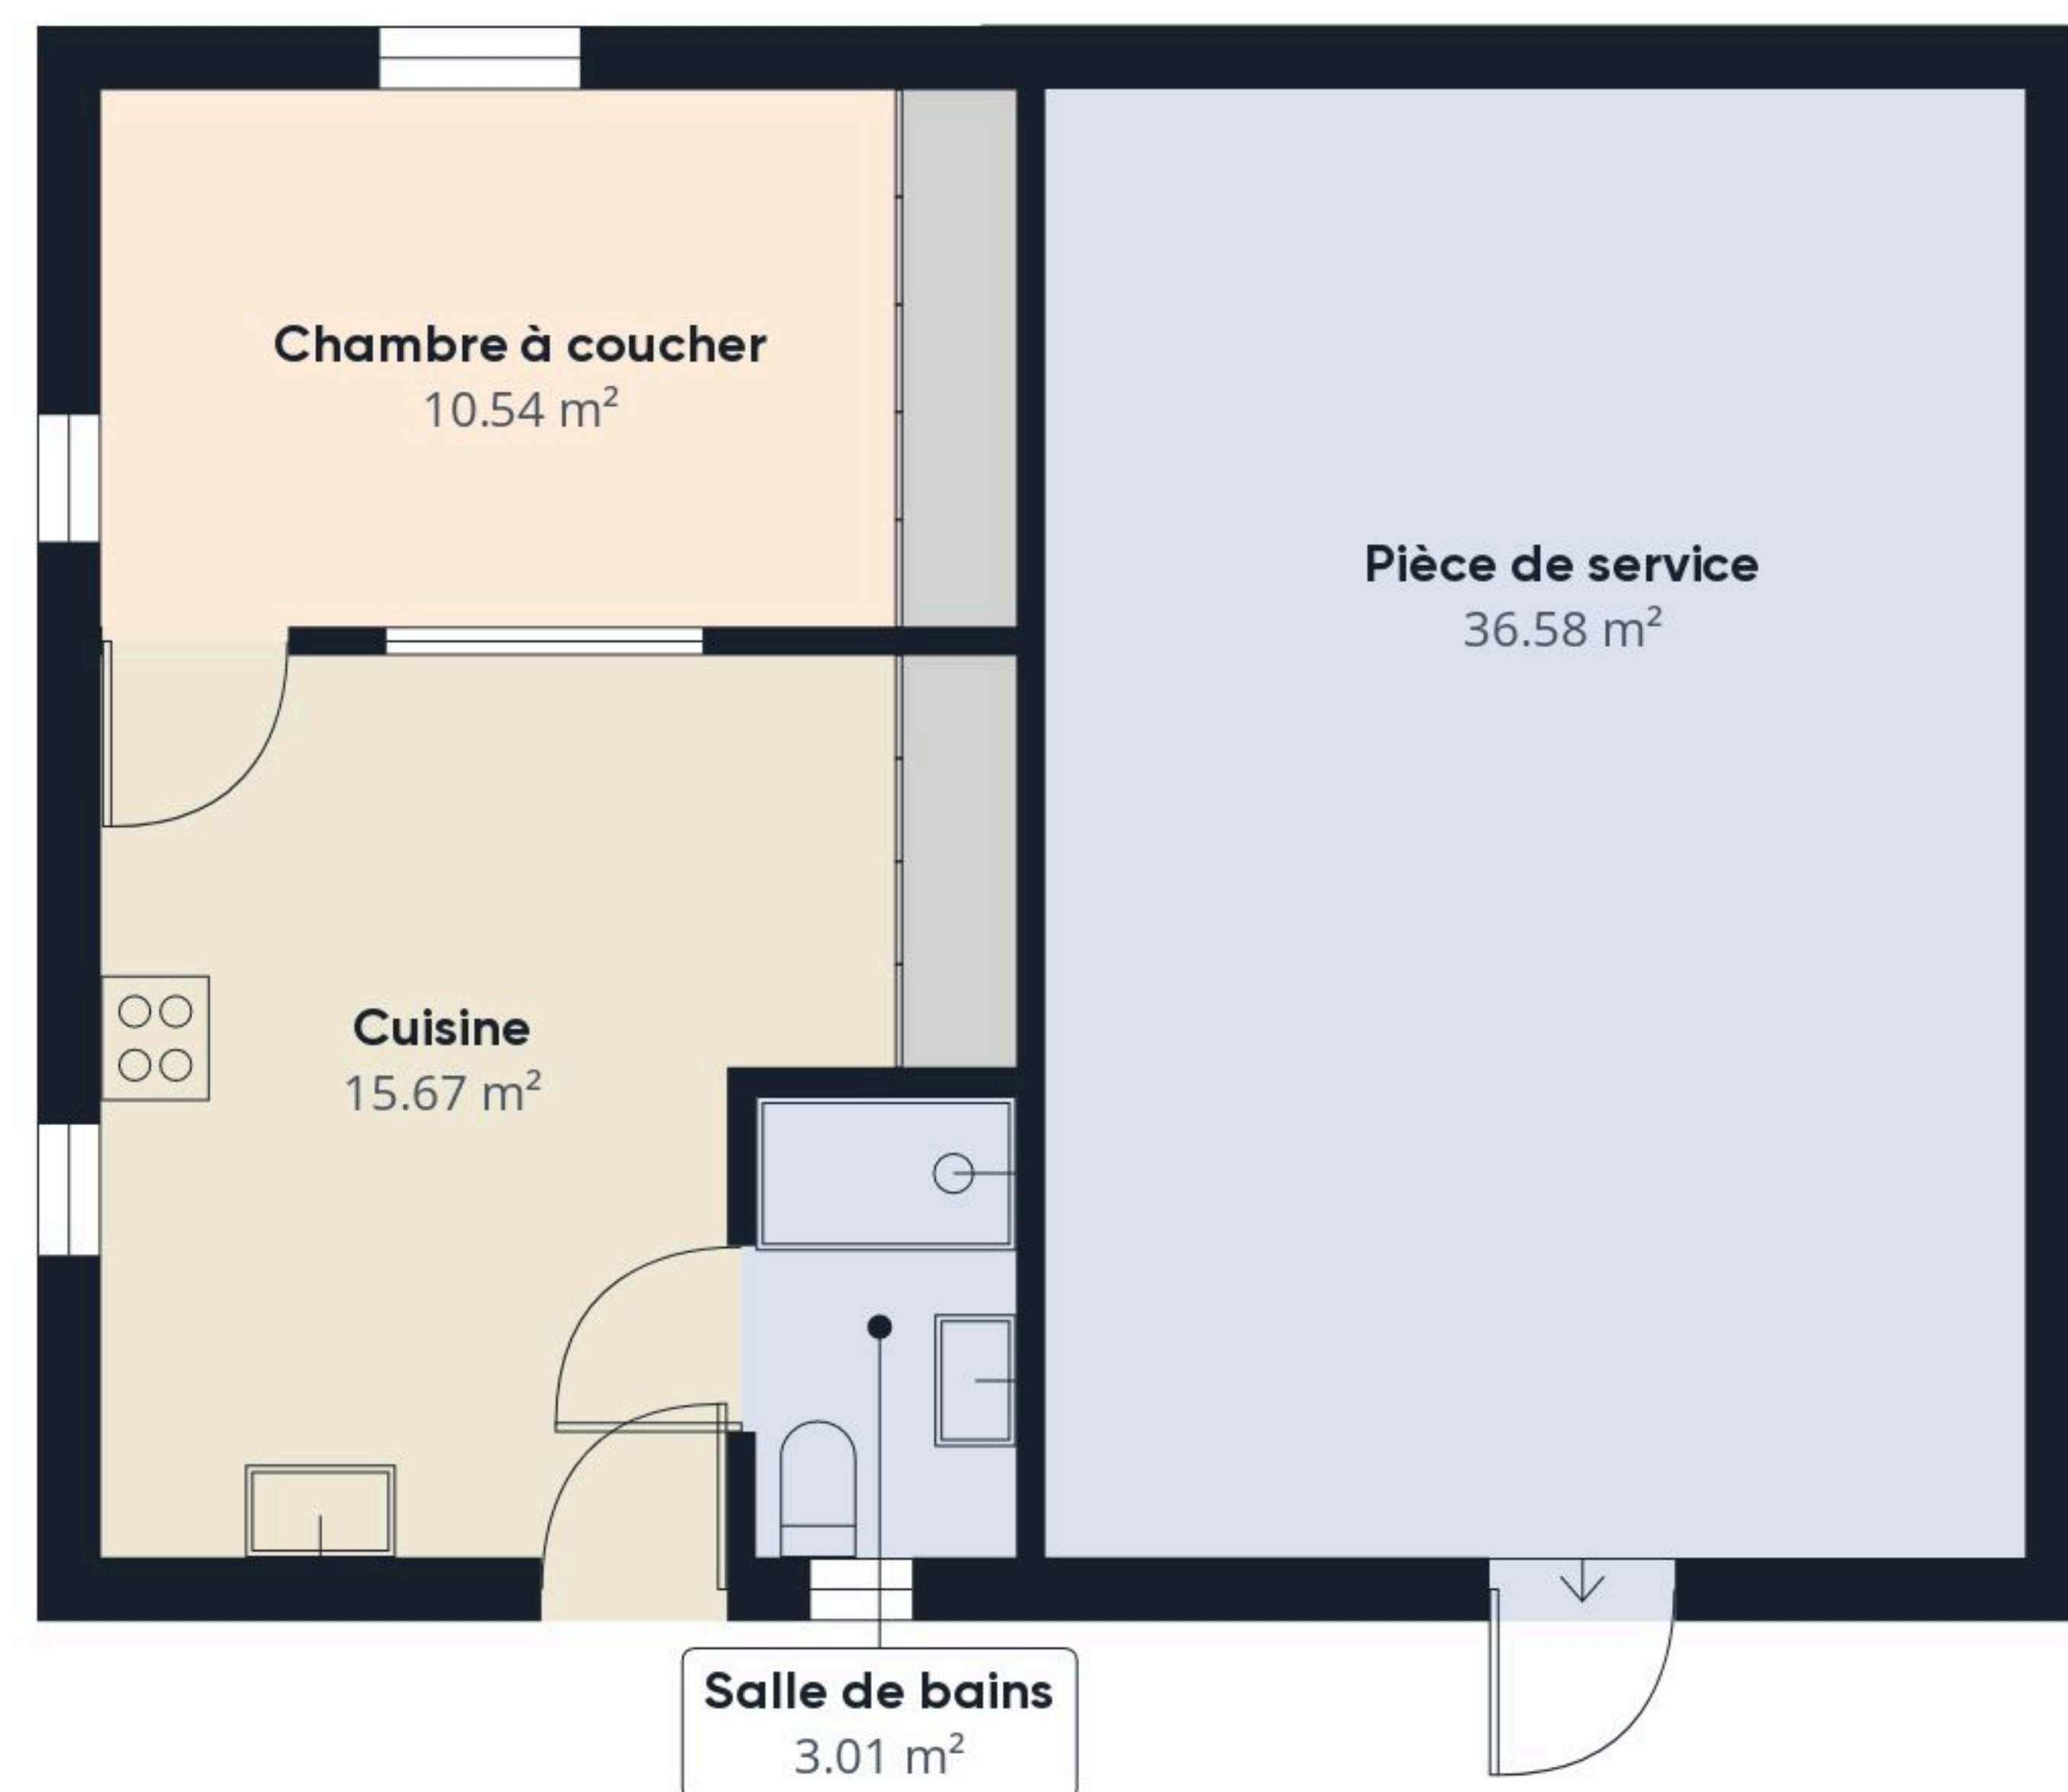 Chambre à coucher
10.54 m²
Pièce de service
36.58 m²
Cuisine
15.67 m²
Salle de bains
3.01 m²